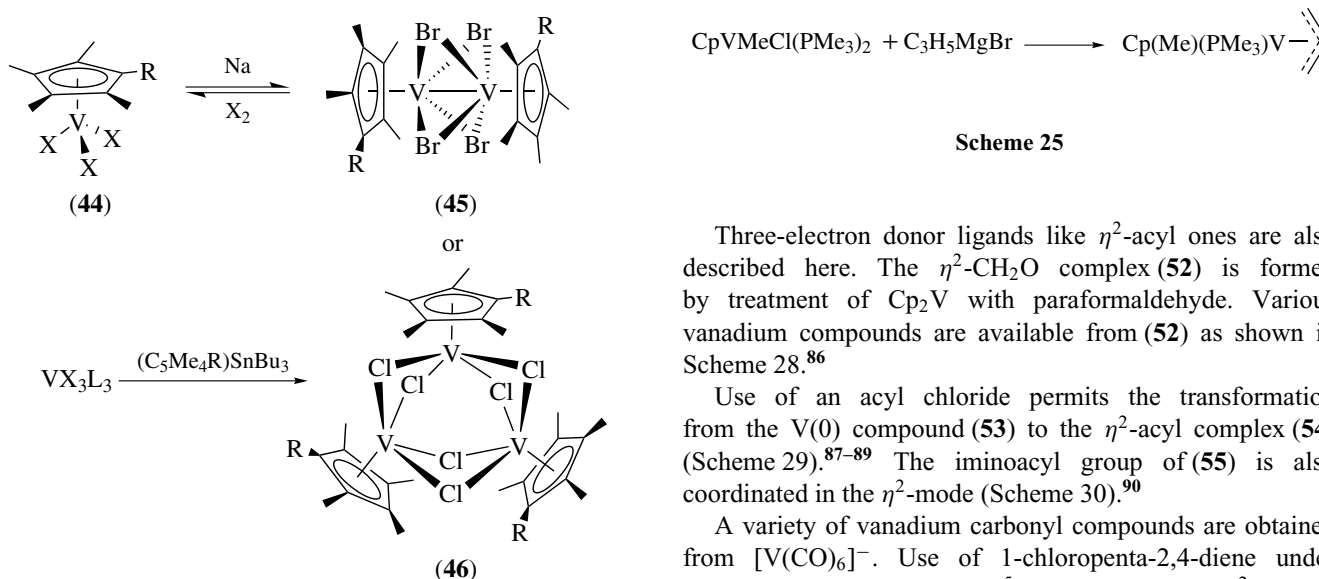 R
V
X
X
X
(44)
Na
X2
Br
Br
R
V
V
Br
Br
R
(45)
or
VX3L3
(C5Me4R)SnBu3
R
V
Cl
Cl
Cl
Cl
V
V
Cl
Cl
R
R
(46)
CpVMeCl(PMe3)2 + C3H5MgBr Cp(Me)(PMe3)V
Scheme 25
Three-electron donor ligands like η2-acyl ones are als
described here. The η2-CH2O complex (52) is forme
by treatment of Cp2V with paraformaldehyde. Variou
vanadium compounds are available from (52) as shown i
Scheme 28.86
Use of an acyl chloride permits the transformatio
from the V(0) compound (53) to the η2-acyl complex (54
(Scheme 29).87–89 The iminoacyl group of (55) is als
coordinated in the η2-mode (Scheme 30).90
A variety of vanadium carbonyl compounds are obtaine
from [V(CO)6]−. Use of 1-chloropenta-2,4-diene unde